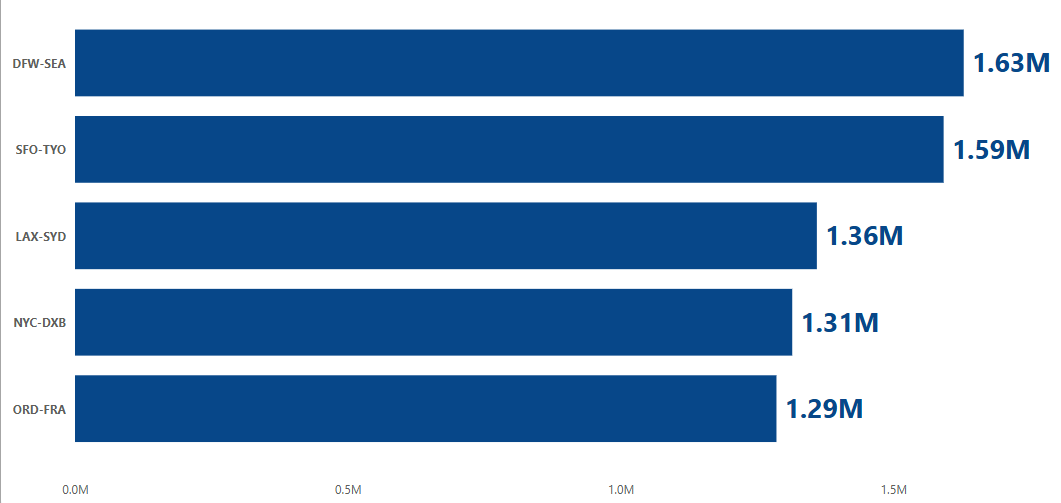 DFW-SEA 1.63M
SFO-TYO 1.59M
LAX-SYD 1.36M
NYC-DXB 1.31M
ORD-FRA 1.29M
0.0M 0.5M 1.0M 1.5M